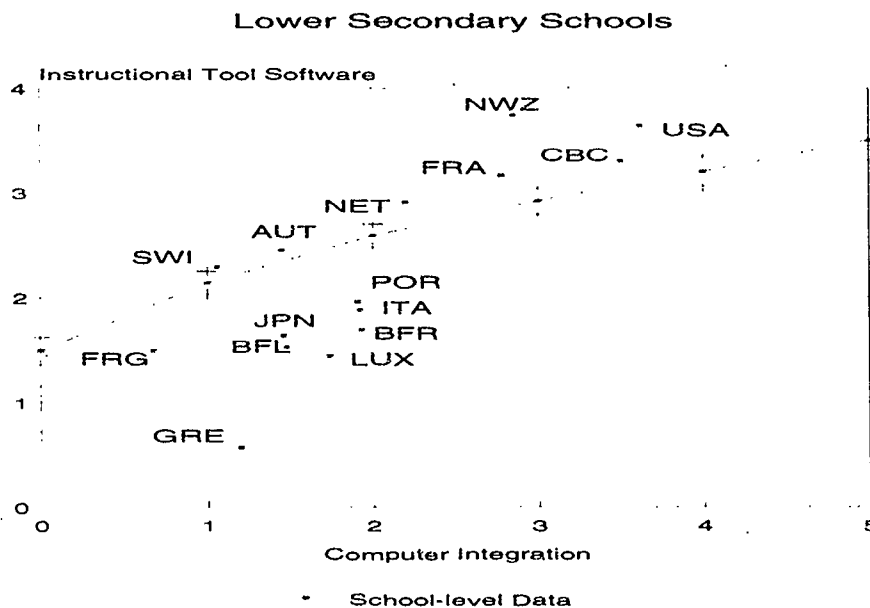 Lower Secondary Schools
Instructional Tool Software
4
NWZ
USA
CBC
FRA
3
NET
AUT
SWI
POR
2
ITA
JPN
BFR
BFL
FRG
LUX
1
GRE
0
0 1 2 3 4 5
Computer Integration
School-level Data